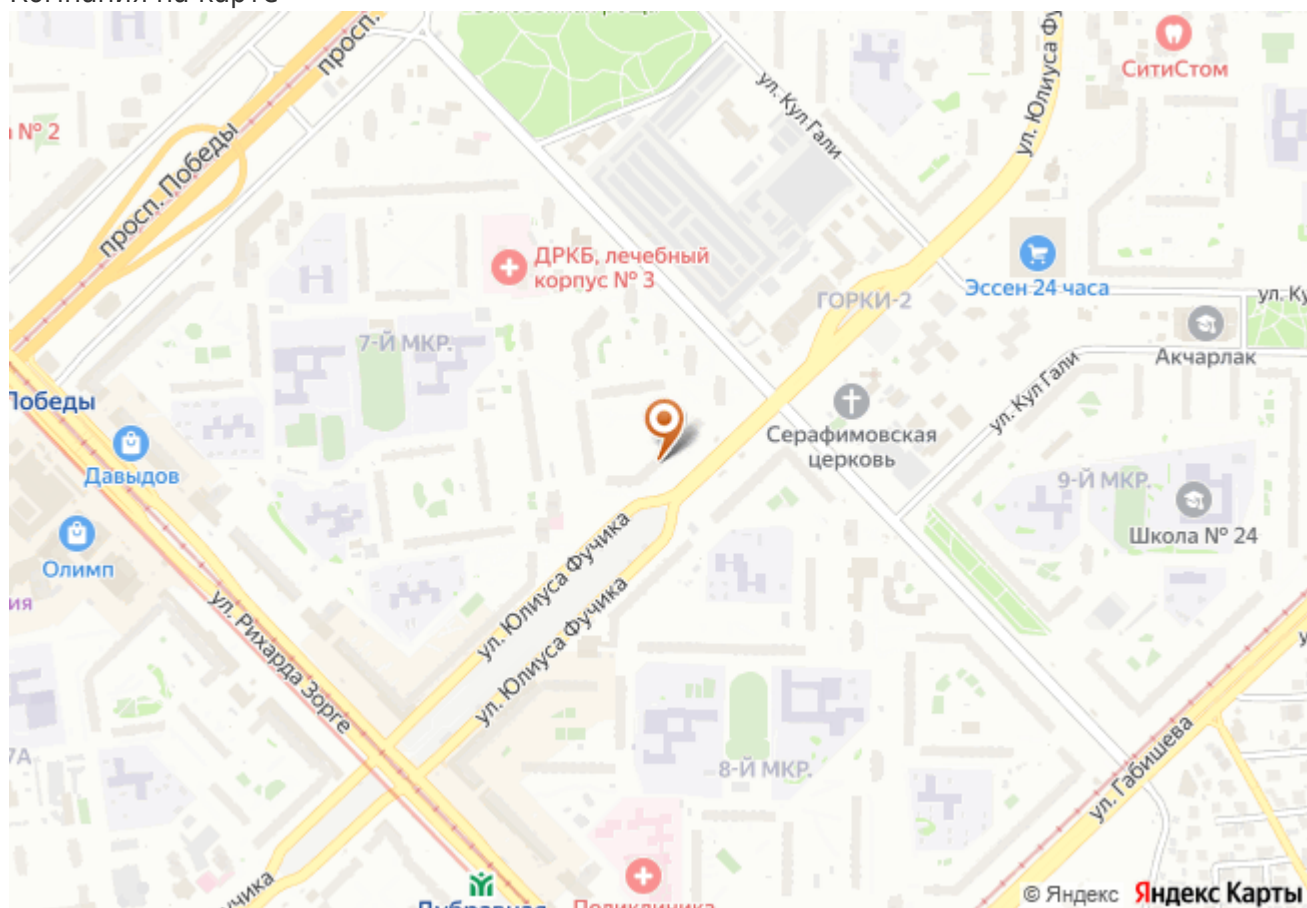 просп.
ул. Юлиуса Фу
СитиСтом
ул. Кул Гали
№ 2
просп. Победы
ДРКБ, лечебный
корпус № 3
ГОРКИ-2
Эссен 24 часа
ул. Ку
7-Й МКР.
Акчарлак
ул. Кул Гали
Победы
Давыдов
Серафимовская
церковь
9-Й МКР.
Школа № 24
Олимп
ул. Юлиуса Фучика
ия
ул. Рихарда Зорге
ул. Юлиуса Фучика
7А
8-Й МКР.
ул. Габишева
учика
© Яндекс Яндекс Карты